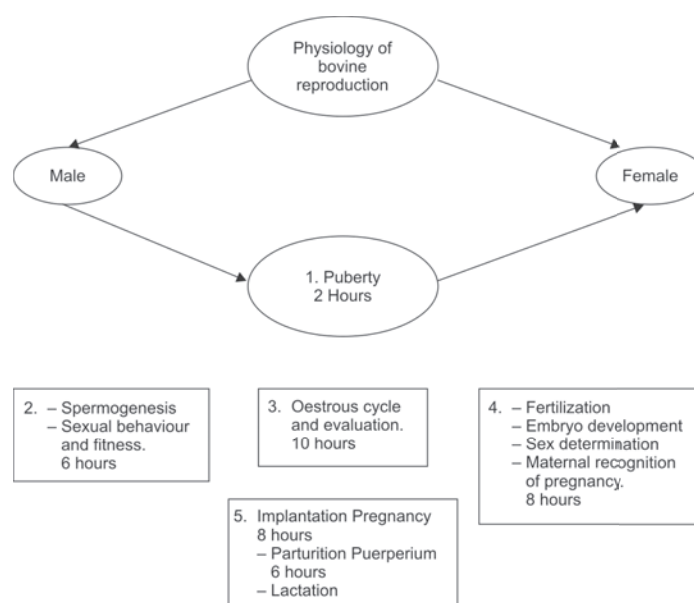 Physiology of
bovine
reproduction
Male
Female
1. Puberty
2 Hours
2. – Spermogenesis
– Sexual behaviour
and fitness.
6 hours
3. Oestrous cycle
and evaluation.
10 hours
4. – Fertilization
– Embryo development
– Sex determination
– Maternal recognition
of pregnancy.
8 hours
5. Implantation Pregnancy
8 hours
– Parturition Puerperium
6 hours
– Lactation